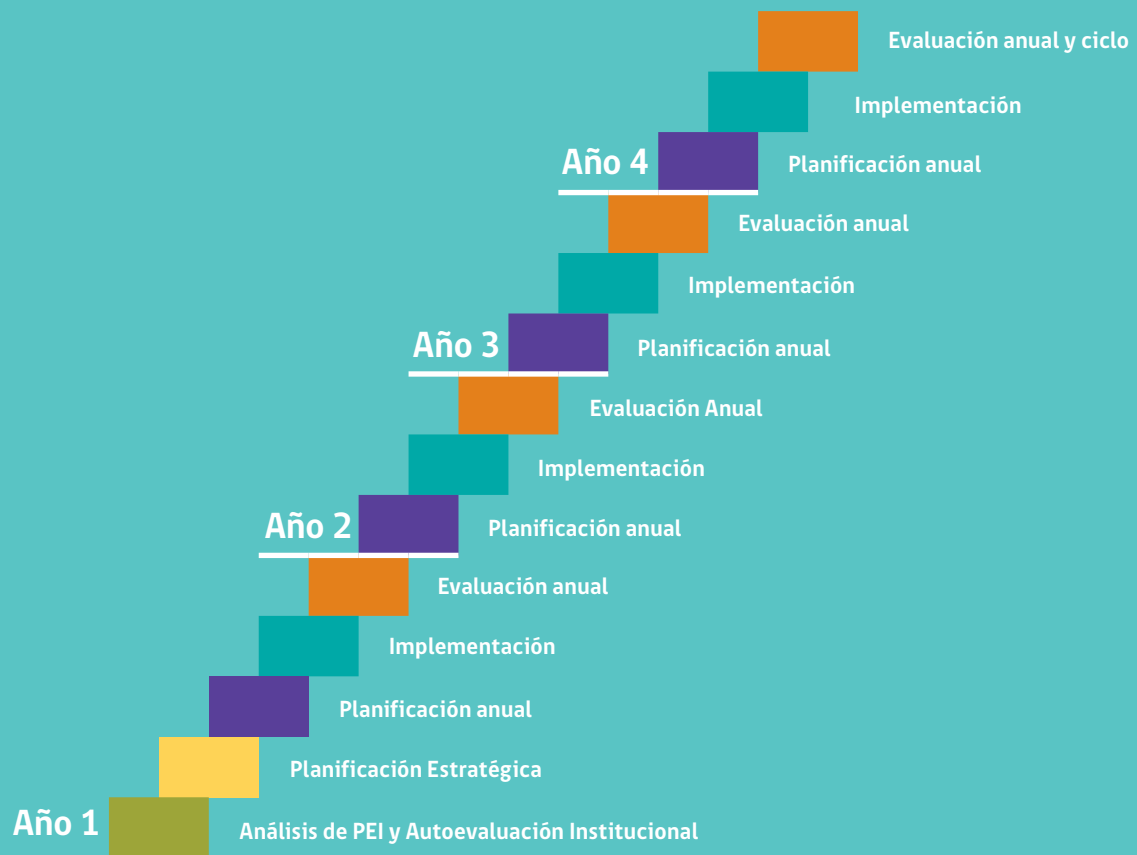 Evaluación anual y ciclo
Implementación
Año 4
Planificación anual
Evaluación anual
Implementación
Año 3
Planificación anual
Evaluación Anual
Implementación
Año 2
Planificación anual
Evaluación anual
Implementación
Planificación anual
Planificación Estratégica
Año 1
Análisis de PEI y Autoevaluación Institucional